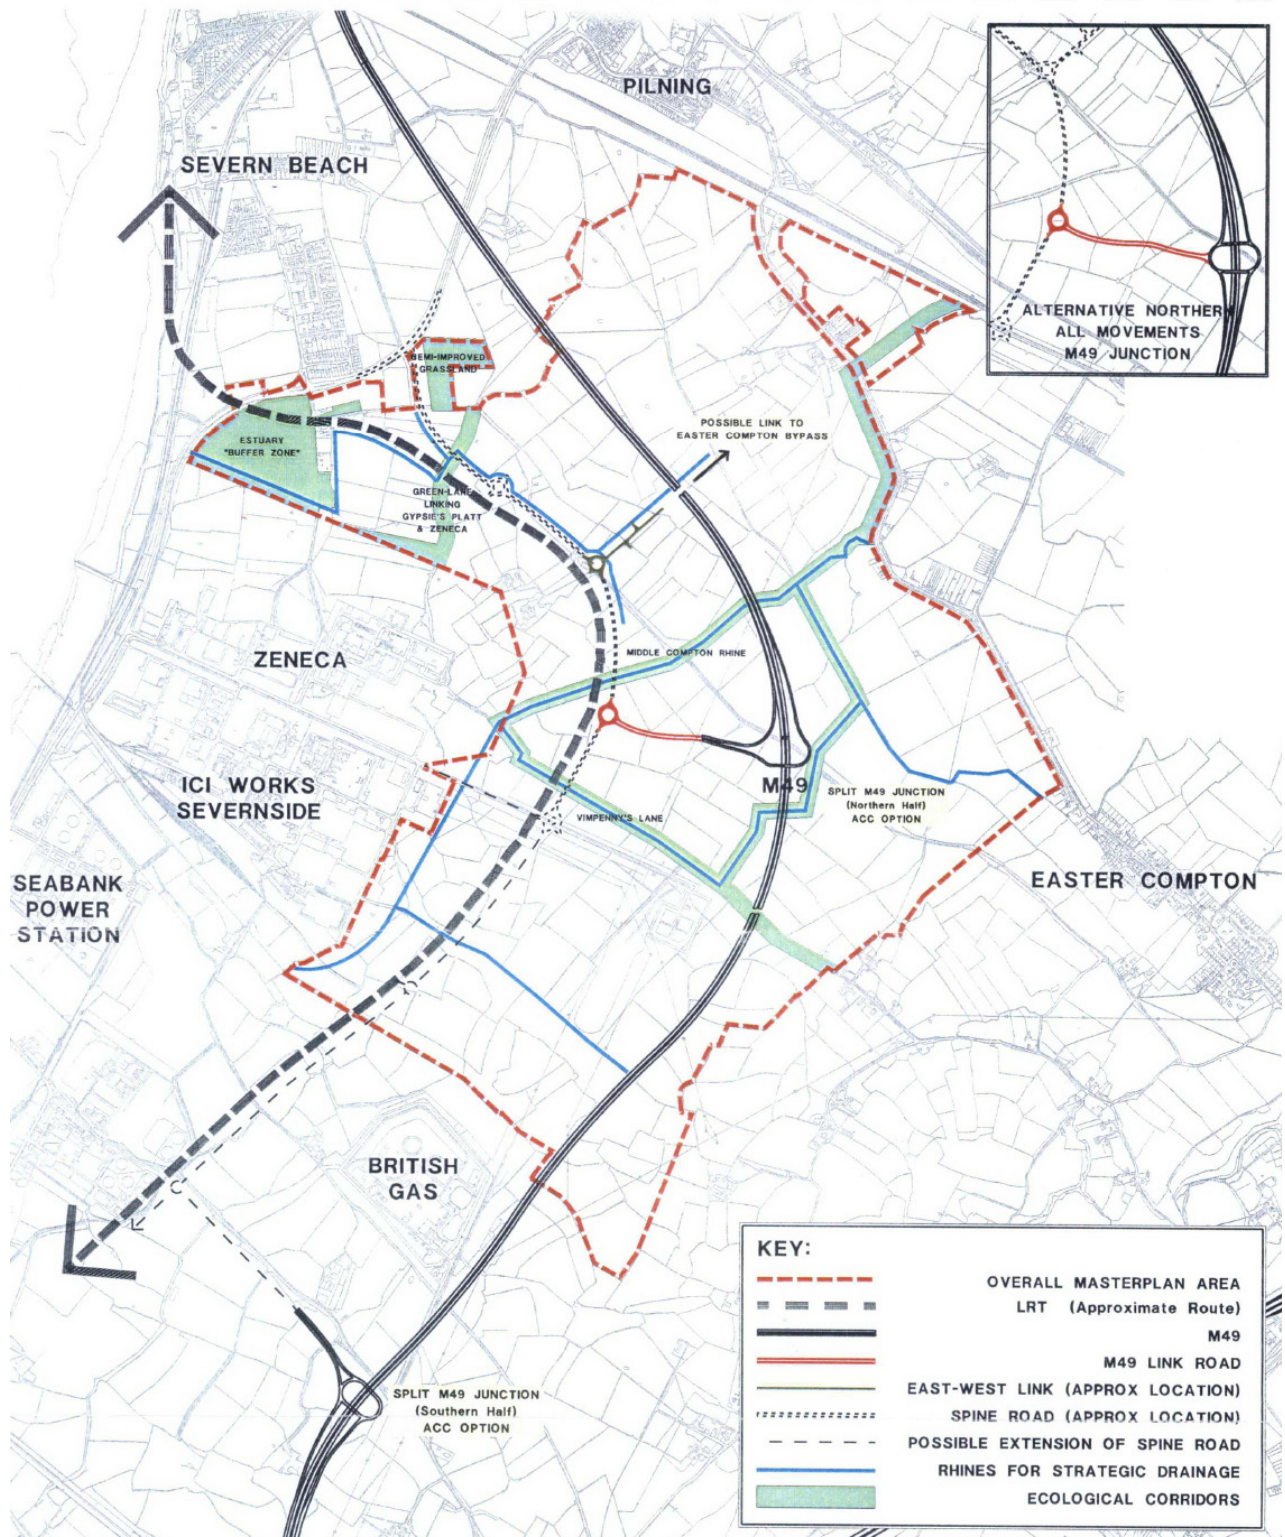 PILNING
SEVERN BEACH
ALTERNATIVE NORTHERN
ALL MOVEMENTS
M49 JUNCTION
SEMI-IMPROVED
GRASSLAND
POSSIBLE LINK TO
EASTER COMPTON BYPASS
ESTUARY
"BUFFER ZONE"
GREEN-LANE
LINKING
GYPSIE'S PLATT
& ZENECA
ZENECA
MIDDLE COMPTON RHINE
ICI WORKS
SEVERNSIDE
M49
SPLIT M49 JUNCTION
(Northern Half)
ACC OPTION
VIMPENNY'S LANE
SEABANK
POWER
STATION
EASTER COMPTON
BRITISH
GAS
SPLIT M49 JUNCTION
(Southern Half)
ACC OPTION
KEY:
OVERALL MASTERPLAN AREA
LRT (Approximate Route)
M49
M49 LINK ROAD
EAST-WEST LINK (APPROX LOCATION)
SPINE ROAD (APPROX LOCATION)
POSSIBLE EXTENSION OF SPINE ROAD
RHINES FOR STRATEGIC DRAINAGE
ECOLOGICAL CORRIDORS